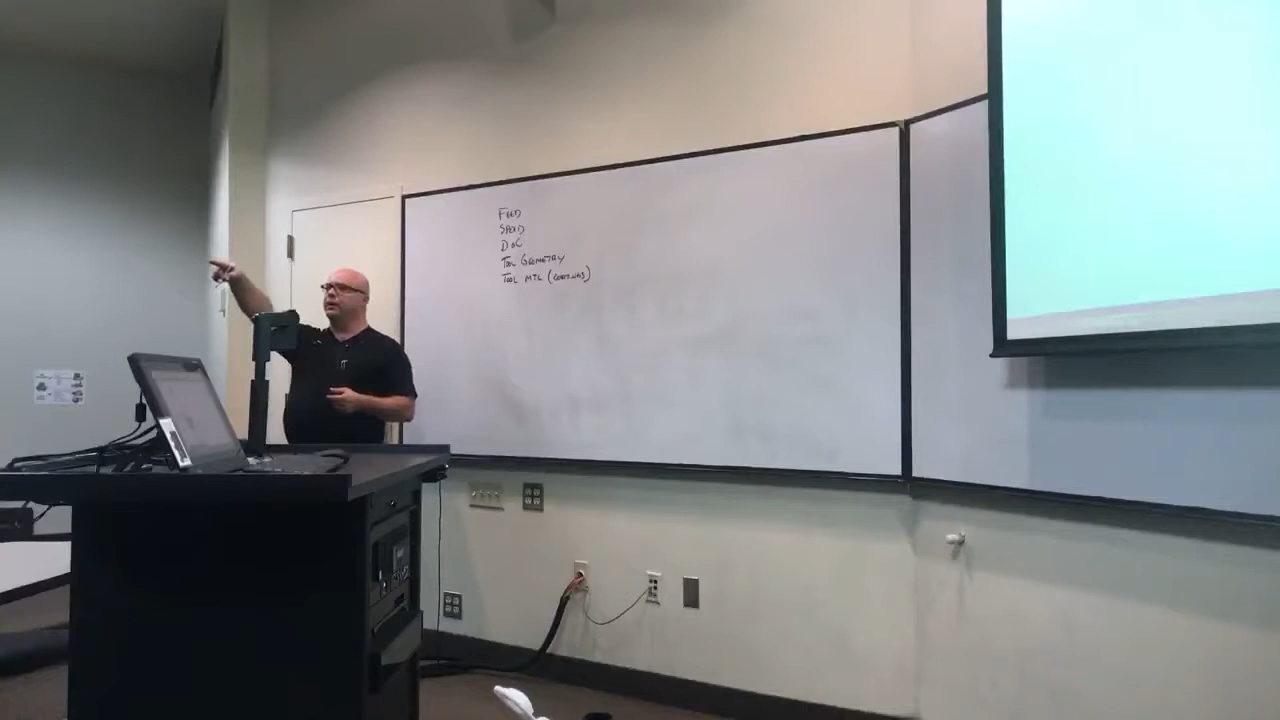 FEED
SPEED
DOC
TOOL GEOMETRY
TOOL MTL (COATINGS)